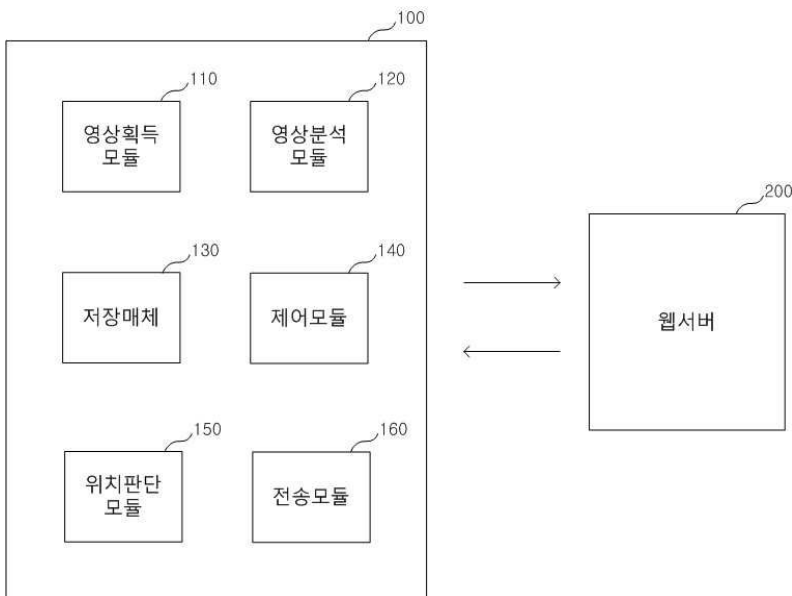 100
110
영상획득
모듈
120
영상분석
모듈
130
저장매체
140
제어모듈
150
위치판단
모듈
160
전송모듈
200
웹서버